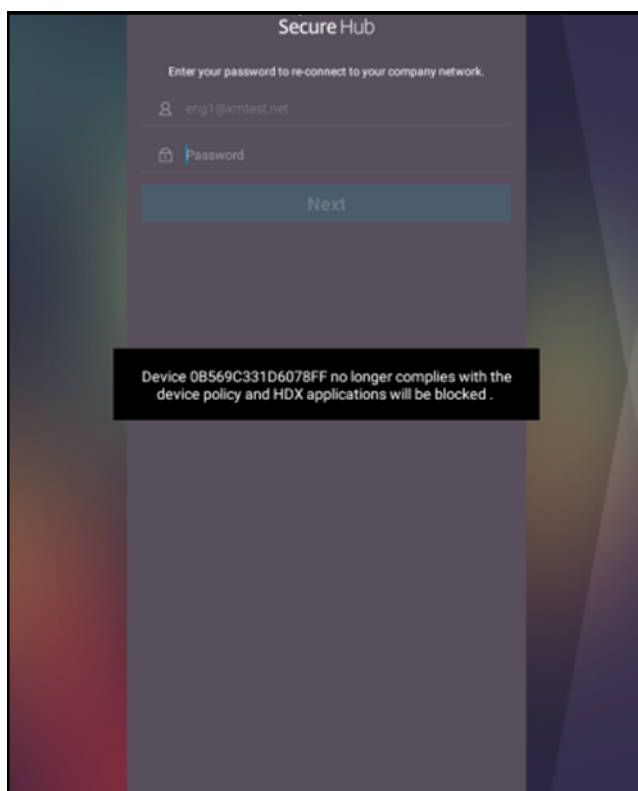 Secure Hub
Enter your password to re-connect to your company network.
eng1@xmtest.net
Password
Next
Device 0B569C331D6078FF no longer complies with the
device policy and HDX applications will be blocked .